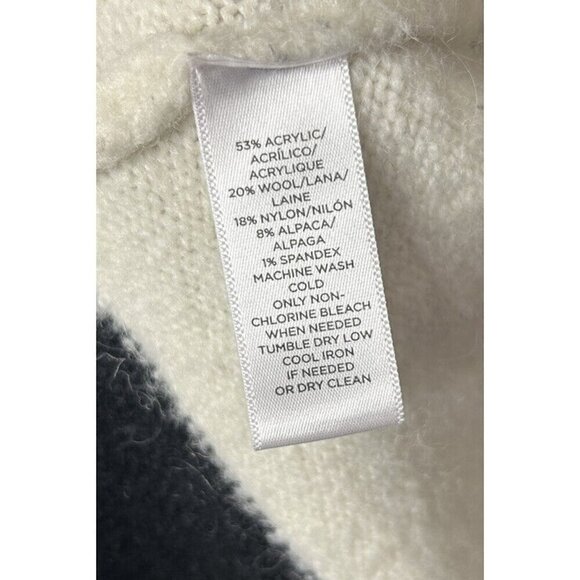 53% ACRYLIC/
ACRÍLICO/
ACRYLIQUE
20% WOOL/LANA/
LAINE
18% NYLON/NILÓN
8% ALPACA/
ALPAGA
1% SPANDEX
MACHINE WASH
COLD
ONLY NON-
CHLORINE BLEACH
WHEN NEEDED
TUMBLE DRY LOW
COOL IRON
IF NEEDED
OR DRY CLEAN